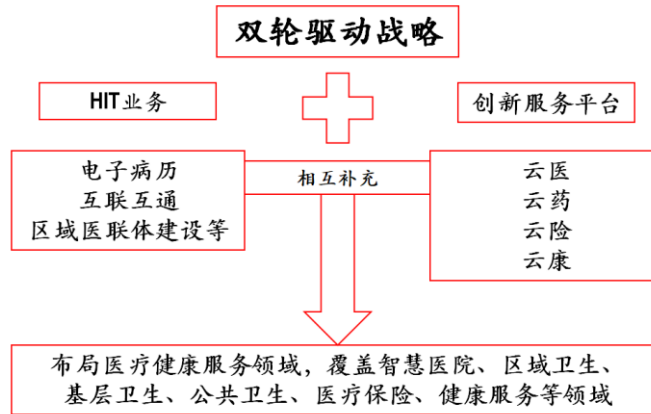 双轮驱动战略
HIT业务
创新服务平台
电子病历
互联互通
区域医联体建设等
相互补充
云医
云药
云险
云康
布局医疗健康服务领域，覆盖智慧医院、区域卫生、
基层卫生、公共卫生、医疗保险、健康服务等领域